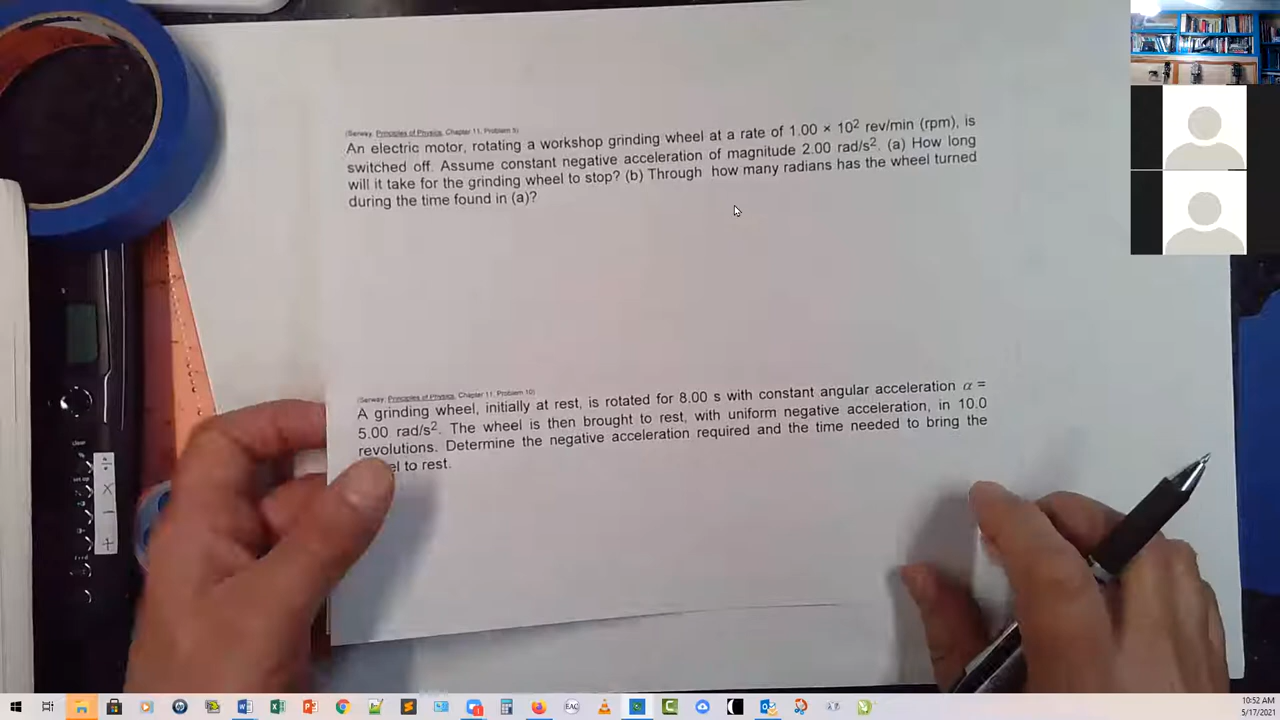 (Serway, Principles of Physics, Chapter 11, Problem 5)
An electric motor, rotating a workshop grinding wheel at a rate of 1.00 × 10² rev/min (rpm), is
switched off. Assume constant negative acceleration of magnitude 2.00 rad/s². (a) How long
will it take for the grinding wheel to stop? (b) Through how many radians has the wheel turned
during the time found in (a)?
(Serway, Principles of Physics, Chapter 11, Problem 10)
A grinding wheel, initially at rest, is rotated for 8.00 s with constant angular acceleration α =
5.00 rad/s². The wheel is then brought to rest, with uniform negative acceleration, in 10.0
revolutions. Determine the negative acceleration required and the time needed to bring the
el to rest.
10:52 AM
5/17/2021